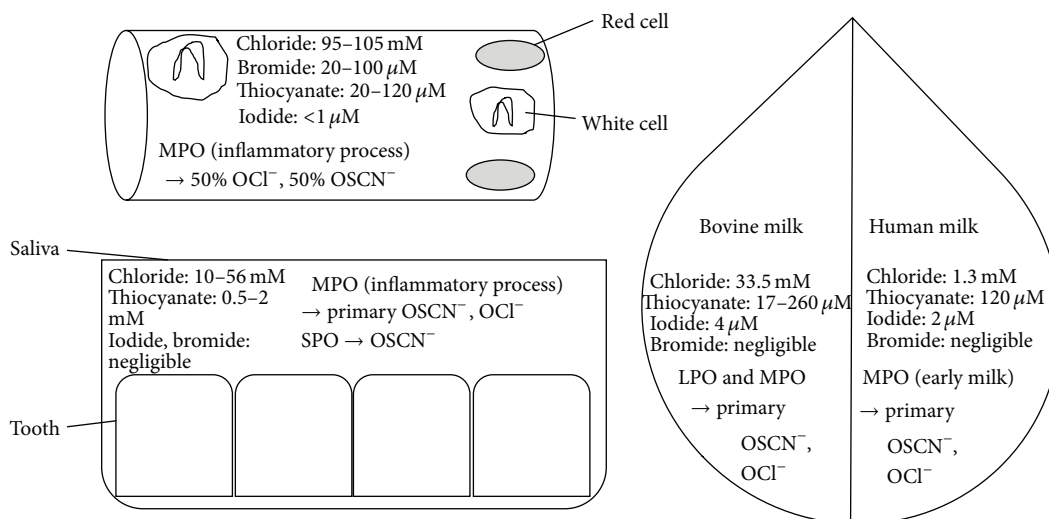 Red cell
Chloride: 95–105 mM
Bromide: 20–100 μM
Thiocyanate: 20–120 μM
Iodide: <1 μM
White cell
MPO (inflammatory process)
→ 50% OCl⁻, 50% OSCN⁻
Saliva
Chloride: 10–56 mM
Thiocyanate: 0.5–2
mM
Iodide, bromide:
negligible
MPO (inflammatory process)
→ primary OSCN⁻, OCl⁻
SPO → OSCN⁻
Tooth
Bovine milk
Chloride: 33.5 mM
Thiocyanate: 17–260 μM
Iodide: 4 μM
Bromide: negligible
LPO and MPO
→ primary
OSCN⁻,
OCl⁻
Human milk
Chloride: 1.3 mM
Thiocyanate: 120 μM
Iodide: 2 μM
Bromide: negligible
MPO (early milk)
→ primary
OSCN⁻,
OCl⁻